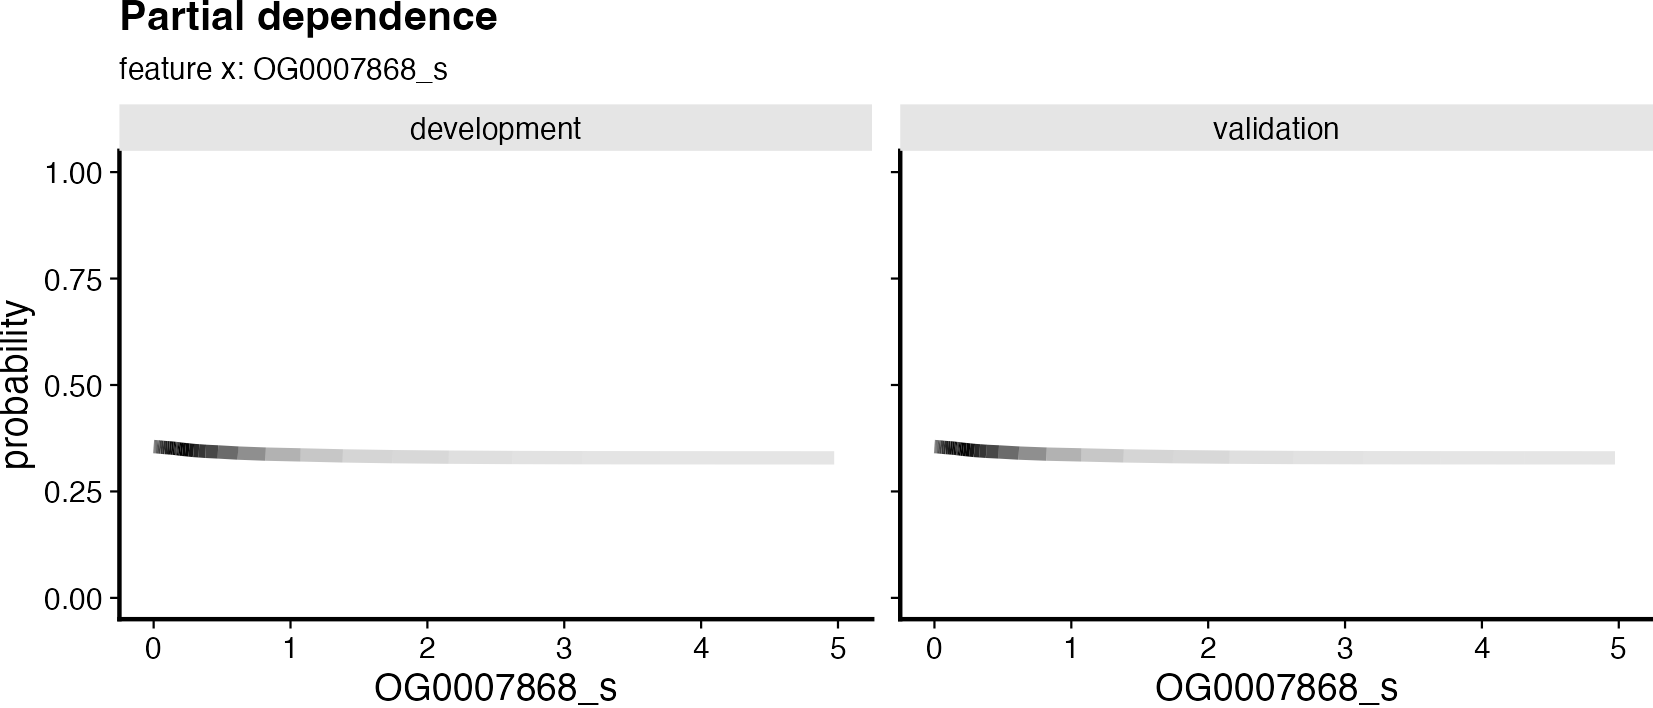 Partial dependence
feature x: OG0007868_s
development
validation
probability
1.00
0.75
0.50
0.25
0.00
0 1 2 3 4 5
0 1 2 3 4 5
OG0007868_s
OG0007868_s